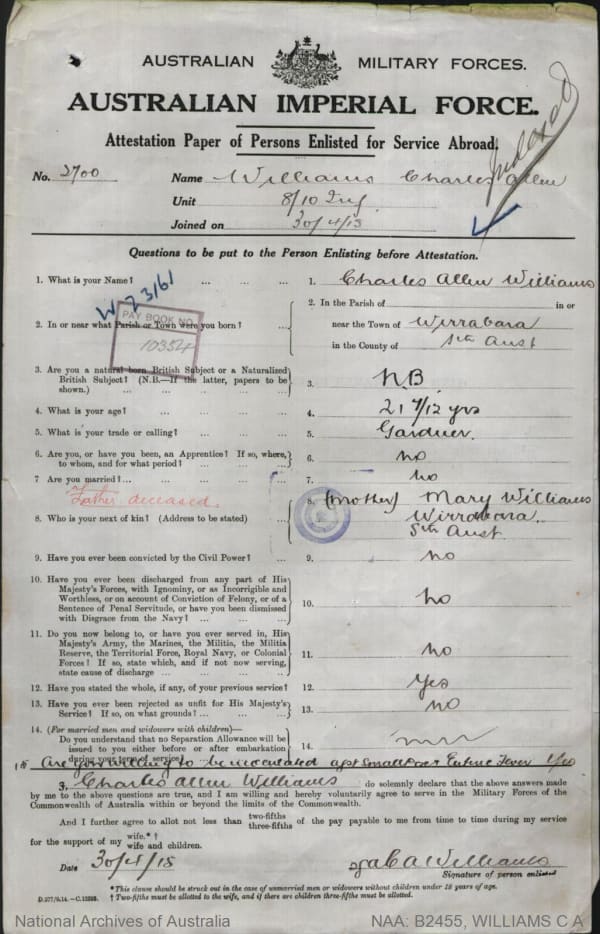 AUSTRALIAN MILITARY FORCES.
AUSTRALIAN IMPERIAL FORCE.
Attestation Paper of Persons Enlisted for Service Abroad.
Indexed
No. 2700 Name Williams Charles Allen
Unit 8/10 Inf
Joined on 30/4/15
Questions to be put to the Person Enlisting before Attestation.
1. What is your Name? ... ... ... 1. Charles Allen Williams
W 23161
PAY BOOK NO
10354
2. In or near what Parish or Town were you born? ... 2. In the Parish of in or
near the Town of Wirrabara
in the County of Sth Aust
3. Are you a natural born British Subject or a Naturalized
British Subject? (N.B.—If the latter, papers to be
shown.) ... ... ... ... ... 3. N.B.
4. What is your age? ... ... ... ... 4. 21 7/12 yrs
5. What is your trade or calling? ... ... ... 5. Gardner.
6. Are you, or have you been, an Apprentice? If so, where,
to whom, and for what period? ... ... ... 6. no
7 Are you married?... ... ... ... ... 7. no
Father deceased.
8. Who is your next of kin? (Address to be stated) ... 8. (mother) Mary Williams
Wirrabara
Sth Aust.
9. Have you ever been convicted by the Civil Power? ... 9. no
10. Have you ever been discharged from any part of His
Majesty's Forces, with Ignominy, or as Incorrigible and
Worthless, or on account of Conviction of Felony, or of a
Sentence of Penal Servitude, or have you been dismissed
with Disgrace from the Navy? ... ... ... 10. no
11. Do you now belong to, or have you ever served in, His
Majesty's Army, the Marines, the Militia, the Militia
Reserve, the Territorial Force, Royal Navy, or Colonial
Forces? If so, state which, and if not now serving,
state cause of discharge ... ... ... ... 11. no
12. Have you stated the whole, if any, of your previous service? 12. Yes
13. Have you ever been rejected as unfit for His Majesty's
Service? If so, on what grounds? ... ... ... 13. no
14. (For married men and widowers with children)—
Do you understand that no Separation Allowance will be
issued to you either before or after embarkation
during your term of service? 14.
15 Are you willing to be inocculated agst Smallpox Enteric Fever
I, Charles Allen Williams do solemnly declare that the above answers made
by me to the above questions are true, and I am willing and hereby voluntarily agree to serve in the Military Forces of the
Commonwealth of Australia within or beyond the limits of the Commonwealth.
And I further agree to allot not less than two-fifths three-fifths of the pay payable to me from time to time during my service
for the support of my wife.* † wife and children.
Date 30/4/15 C A Williams
Signature of person enlisted
*This clause should be struck out in the case of unmarried men or widowers without children under 18 years of age.
D.277/9.14.—C.12328. † Two-fifths must be allotted to the wife, and if there are children three-fifths must be allotted.
National Archives of Australia NAA: B2455, WILLIAMS C A